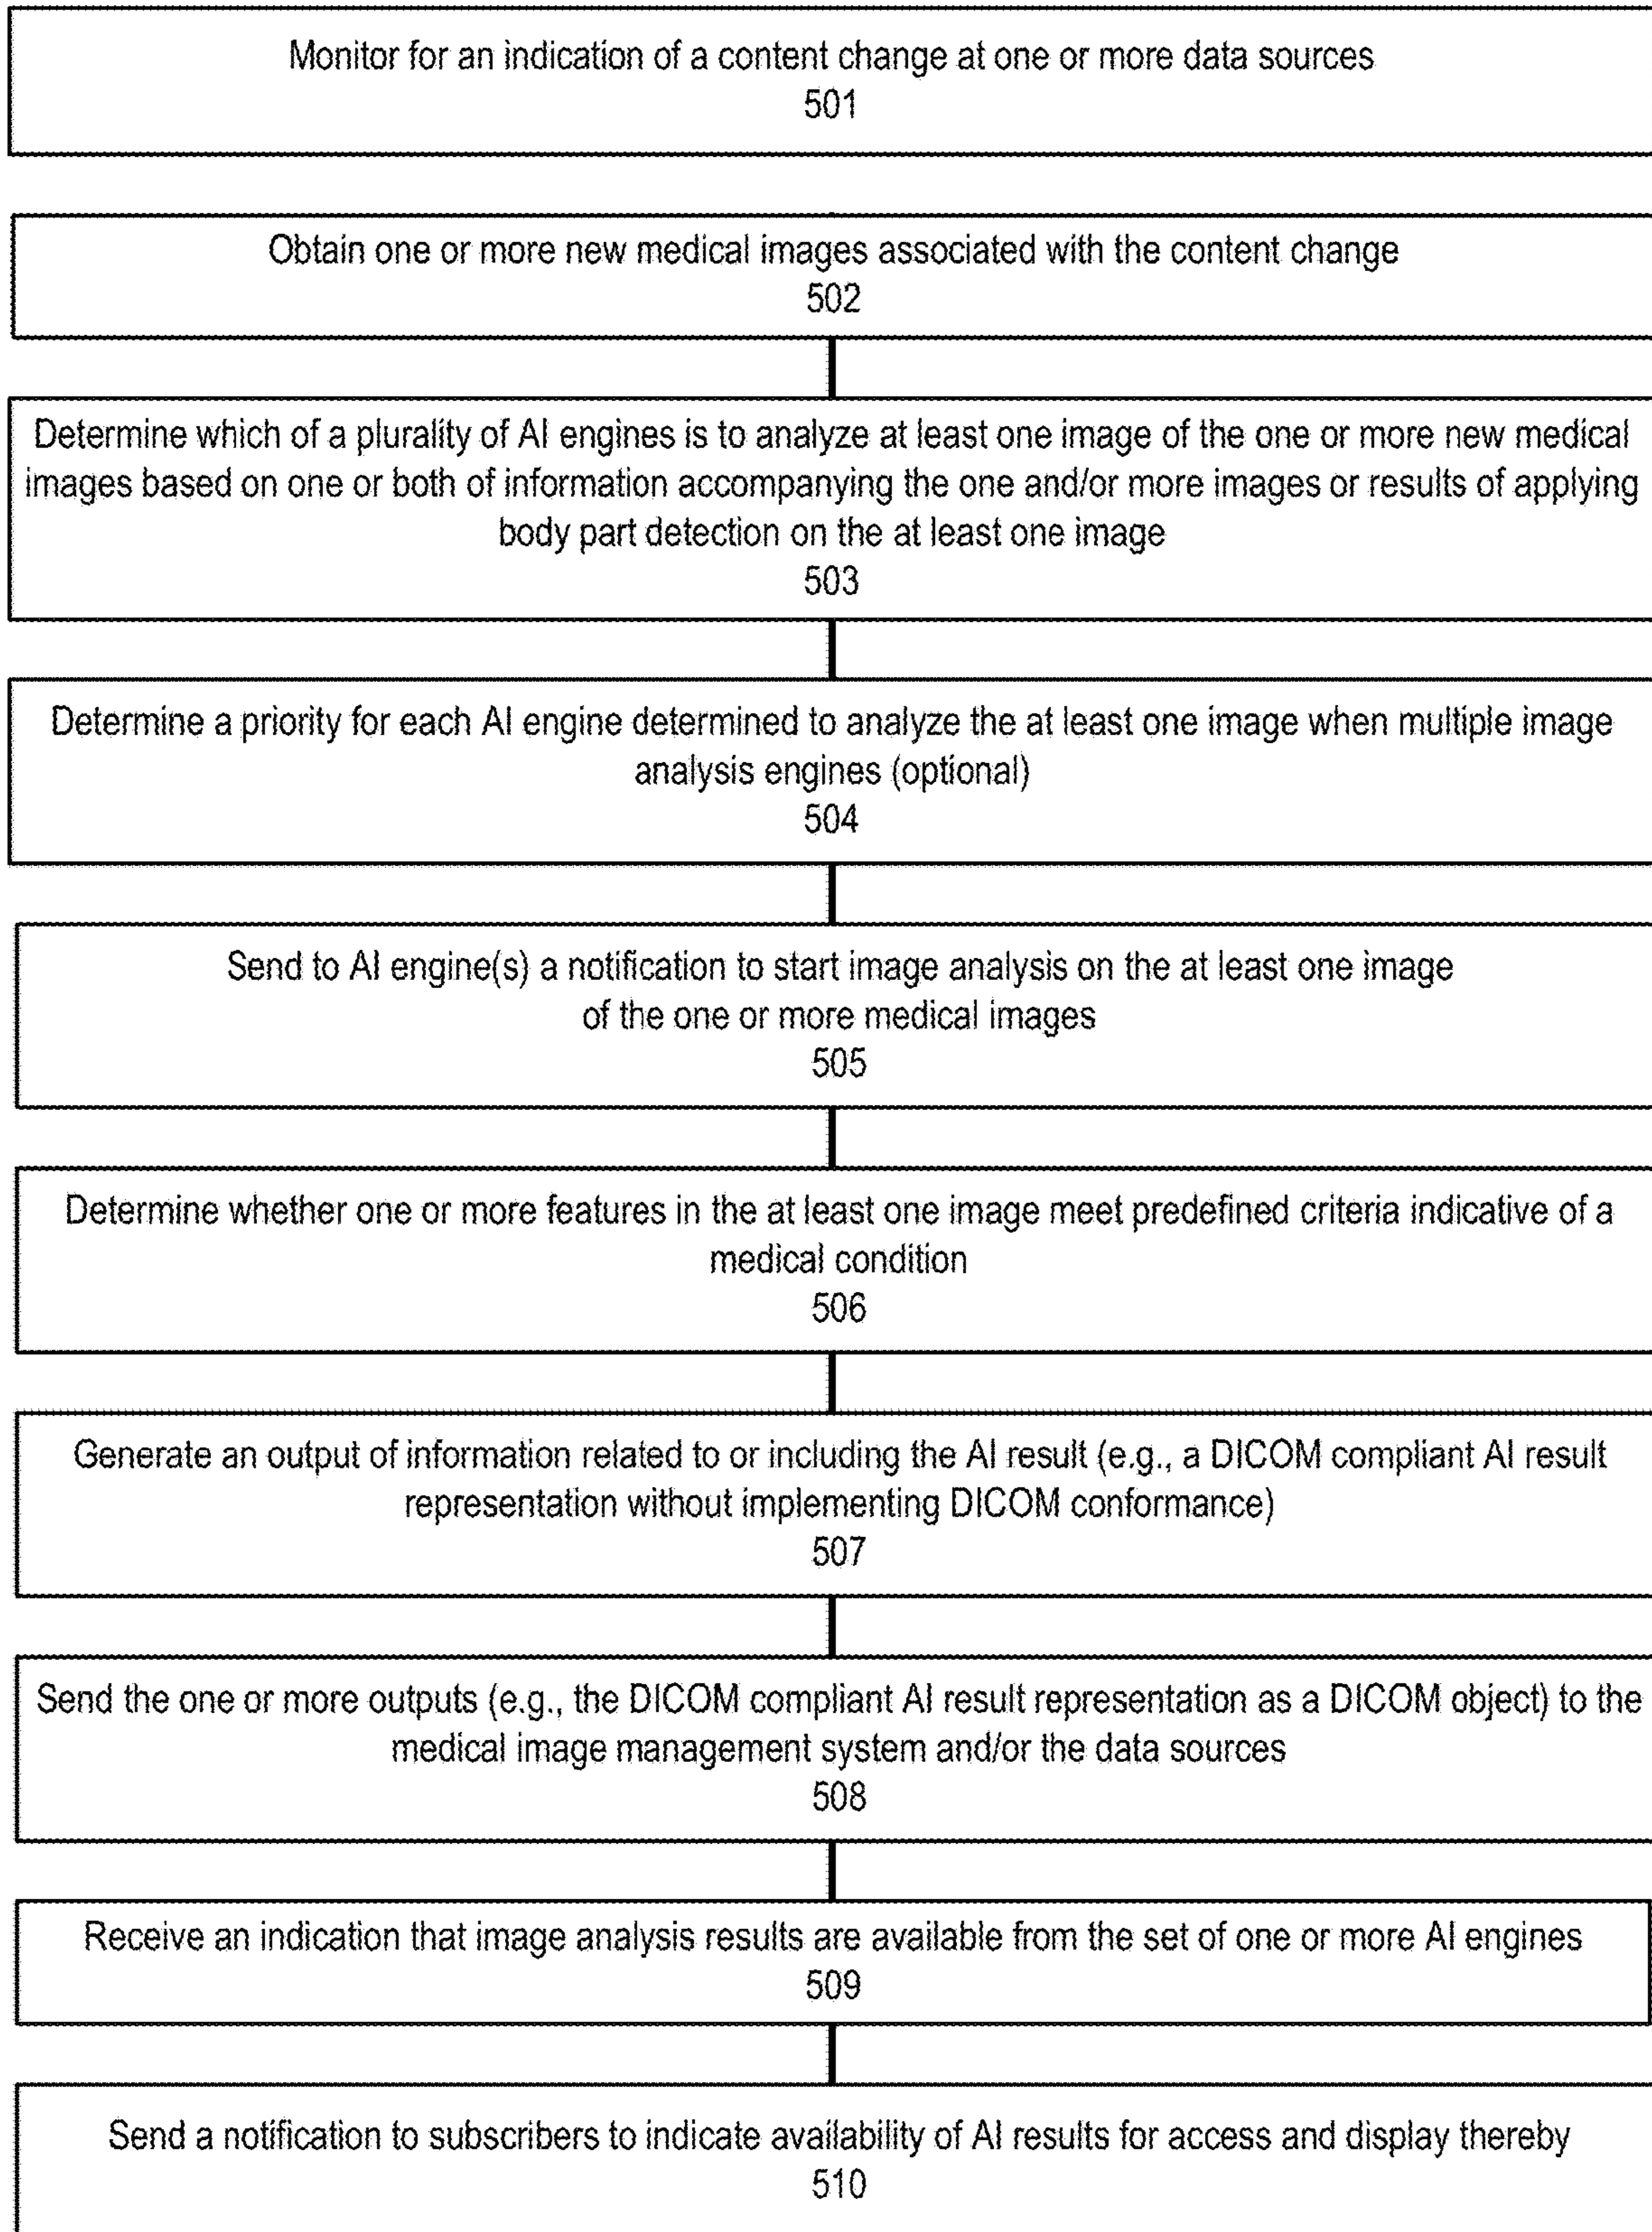 Monitor for an indication of a content change at one or more data sources
501
Obtain one or more new medical images associated with the content change
502
Determine which of a plurality of AI engines is to analyze at least one image of the one or more new medical
images based on one or both of information accompanying the one and/or more images or results of applying
body part detection on the at least one image
503
Determine a priority for each AI engine determined to analyze the at least one image when multiple image
analysis engines (optional)
504
Send to AI engine(s) a notification to start image analysis on the at least one image
of the one or more medical images
505
Determine whether one or more features in the at least one image meet predefined criteria indicative of a
medical condition
506
Generate an output of information related to or including the AI result (e.g., a DICOM compliant AI result
representation without implementing DICOM conformance)
507
Send the one or more outputs (e.g., the DICOM compliant AI result representation as a DICOM object) to the
medical image management system and/or the data sources
508
Receive an indication that image analysis results are available from the set of one or more AI engines
509
Send a notification to subscribers to indicate availability of AI results for access and display thereby
510